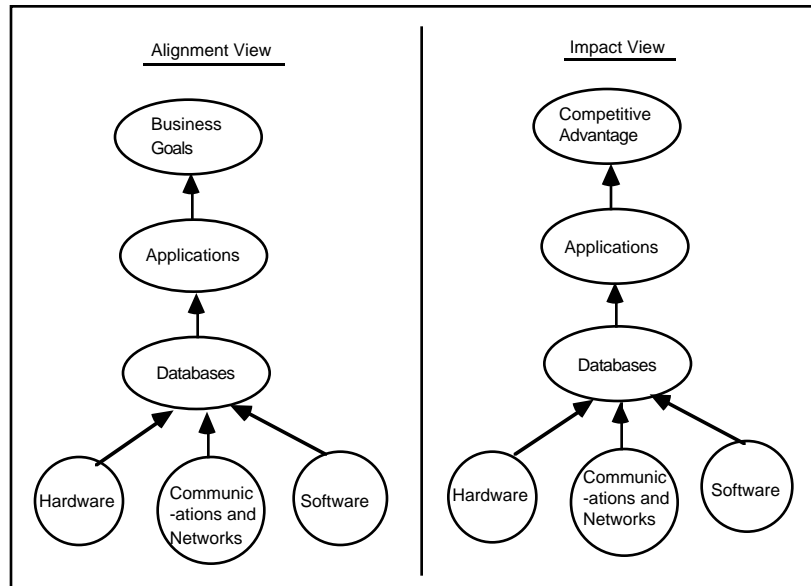 Alignment View
Business
Goals
Applications
Databases
Hardware
Communic
-ations and
Networks
Software
Impact View
Competitive
Advantage
Applications
Databases
Hardware
Communic
-ations and
Networks
Software